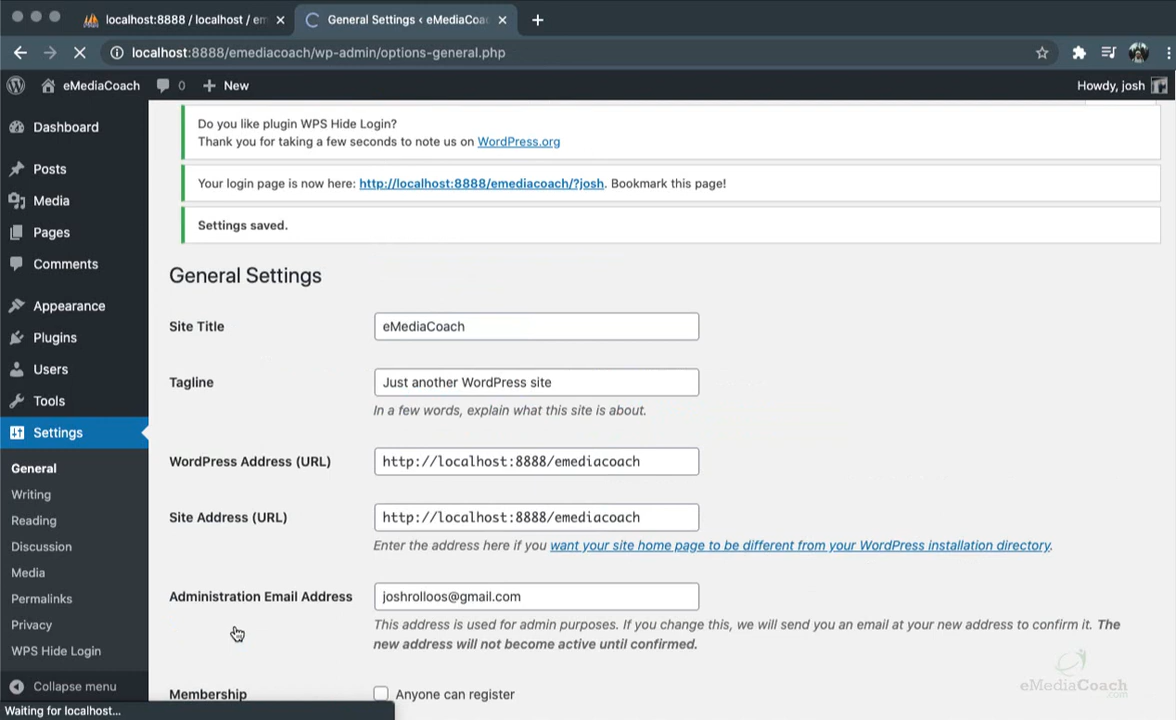 localhost:8888 / localhost / em
General Settings ‹ eMediaCoac
localhost:8888/emediacoach/wp-admin/options-general.php
eMediaCoach
0
New
Howdy, josh
Dashboard
Posts
Media
Pages
Comments
Appearance
Plugins
Users
Tools
Settings
General
Writing
Reading
Discussion
Media
Permalinks
Privacy
WPS Hide Login
Collapse menu
Waiting for localhost...
Do you like plugin WPS Hide Login?
Thank you for taking a few seconds to note us on WordPress.org
Your login page is now here: http://localhost:8888/emediacoach/?josh. Bookmark this page!
Settings saved.
General Settings
Site Title
eMediaCoach
Tagline
Just another WordPress site
In a few words, explain what this site is about.
WordPress Address (URL)
http://localhost:8888/emediacoach
Site Address (URL)
http://localhost:8888/emediacoach
Enter the address here if you want your site home page to be different from your WordPress installation directory.
Administration Email Address
joshrolloos@gmail.com
This address is used for admin purposes. If you change this, we will send you an email at your new address to confirm it. The
new address will not become active until confirmed.
Membership
Anyone can register
eMediaCoach
.com